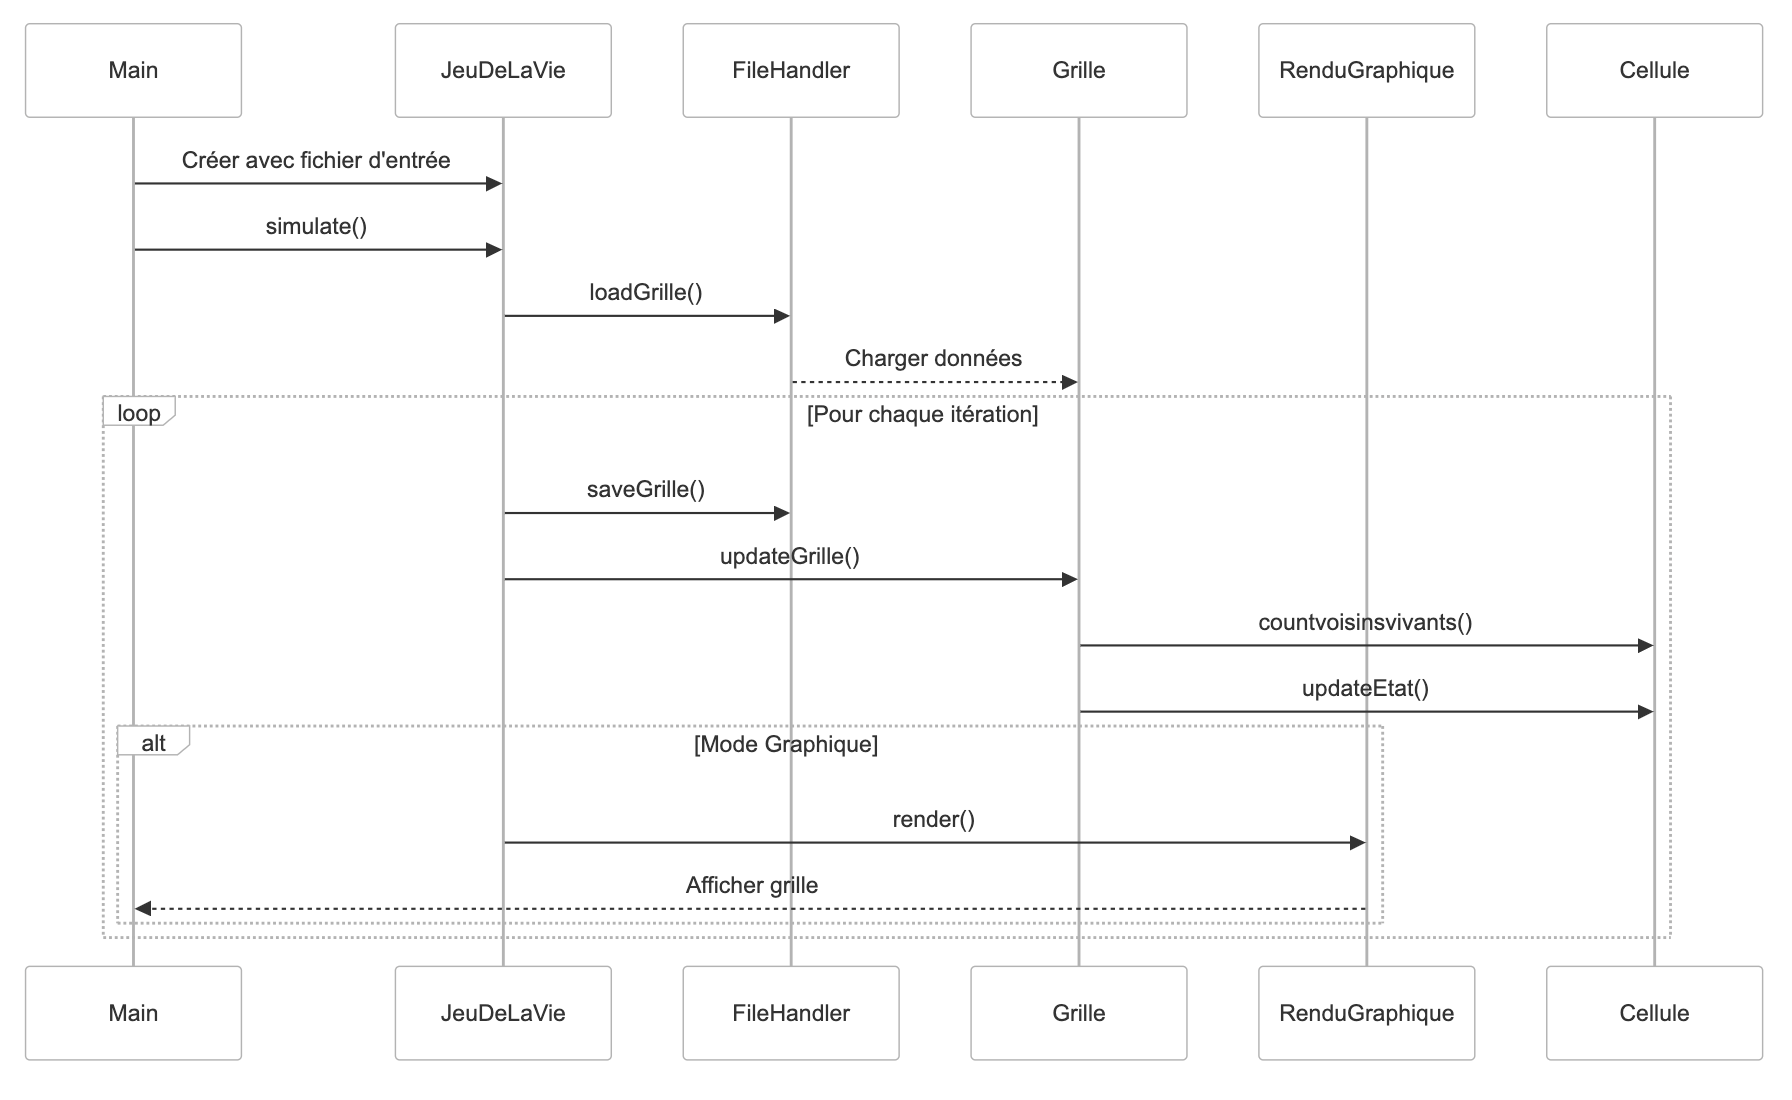 Main
JeuDeLaVie
FileHandler
Grille
RenduGraphique
Cellule
Créer avec fichier d'entrée
simulate()
loadGrille()
Charger données
loop
[Pour chaque itération]
saveGrille()
updateGrille()
countvoisinsvivants()
updateEtat()
alt
[Mode Graphique]
render()
Afficher grille
Main
JeuDeLaVie
FileHandler
Grille
RenduGraphique
Cellule